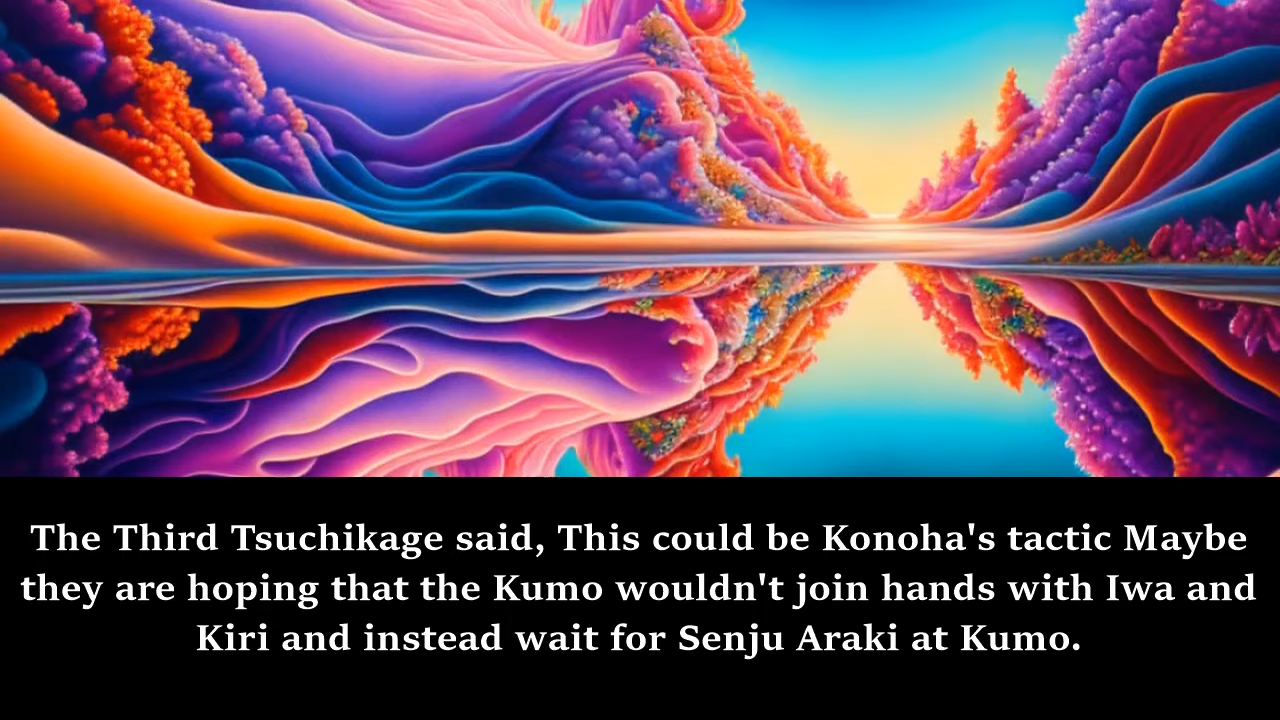 The Third Tsuchikage said, This could be Konoha's tactic Maybe
they are hoping that the Kumo wouldn't join hands with Iwa and
Kiri and instead wait for Senju Araki at Kumo.